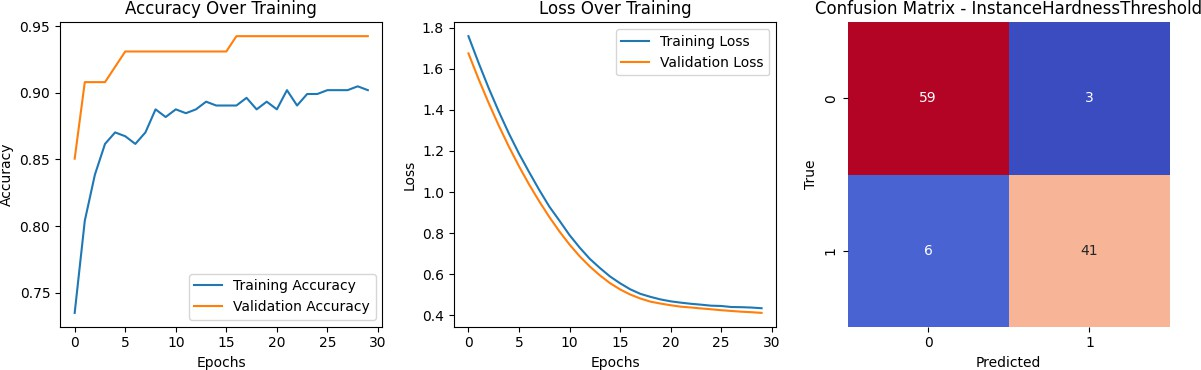 Accuracy Over Training
0.95
0.90
0.85
0.80
0.75
Accuracy
0 5 10 15 20 25 30
Epochs
Training Accuracy
Validation Accuracy
Loss Over Training
1.8
1.6
1.4
1.2
1.0
0.8
0.6
0.4
Loss
0 5 10 15 20 25 30
Epochs
Training Loss
Validation Loss
Confusion Matrix - InstanceHardnessThreshold
True
0
59 3
1
6 41
0 1
Predicted